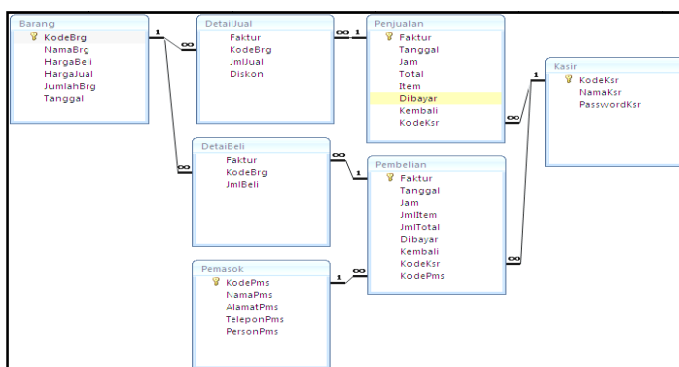 Barang
KodeBrg
NamaBrg
HargaBeli
HargaJual
JumlahBrg
Tanggal
1
∞
DetailJual
Faktur
KodeBrg
JmlJual
Diskon
∞
1
Penjualan
Faktur
Tanggal
Jam
Total
Item
Dibayar
Kembali
KodeKsr
∞
1
Kasir
KodeKsr
NamaKsr
PasswordKsr
DetailBeli
Faktur
KodeBrg
JmlBeli
∞
∞
1
Pembelian
Faktur
Tanggal
Jam
JmlItem
JmlTotal
Dibayar
Kembali
KodeKsr
KodePms
∞
∞
1
Pemasok
KodePms
NamaPms
AlamatPms
TeleponPms
PersonPms